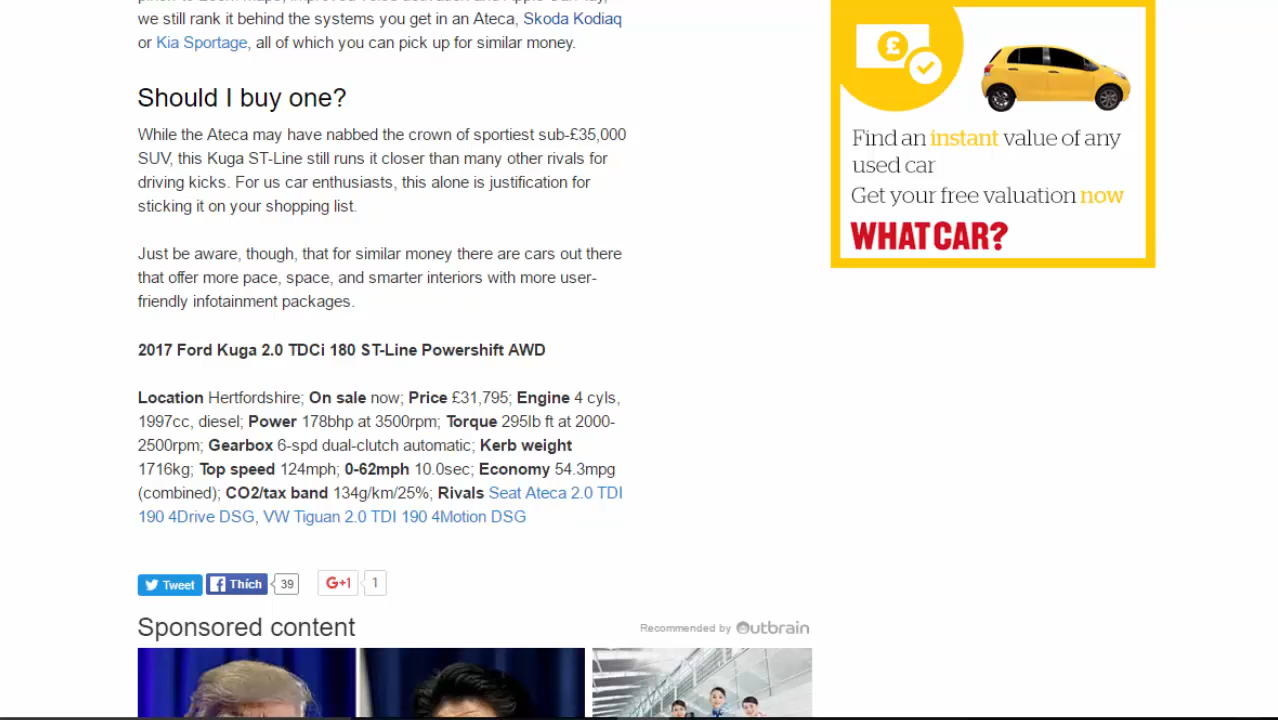 we still rank it behind the systems you get in an Ateca, Skoda Kodiaq
or Kia Sportage, all of which you can pick up for similar money.
Should I buy one?
While the Ateca may have nabbed the crown of sportiest sub-£35,000
SUV, this Kuga ST-Line still runs it closer than many other rivals for
driving kicks. For us car enthusiasts, this alone is justification for
sticking it on your shopping list.
Just be aware, though, that for similar money there are cars out there
that offer more pace, space, and smarter interiors with more user-
friendly infotainment packages.
2017 Ford Kuga 2.0 TDCi 180 ST-Line Powershift AWD
Location Hertfordshire; On sale now; Price £31,795; Engine 4 cyls,
1997cc, diesel; Power 178bhp at 3500rpm; Torque 295lb ft at 2000-
2500rpm; Gearbox 6-spd dual-clutch automatic; Kerb weight
1716kg; Top speed 124mph; 0-62mph 10.0sec; Economy 54.3mpg
(combined); CO2/tax band 134g/km/25%; Rivals Seat Ateca 2.0 TDI
190 4Drive DSG, VW Tiguan 2.0 TDI 190 4Motion DSG
Tweet
Thích
39
G+1
1
Sponsored content
Recommended by Outbrain
£
Find an instant value of any
used car
Get your free valuation now
WHATCAR?